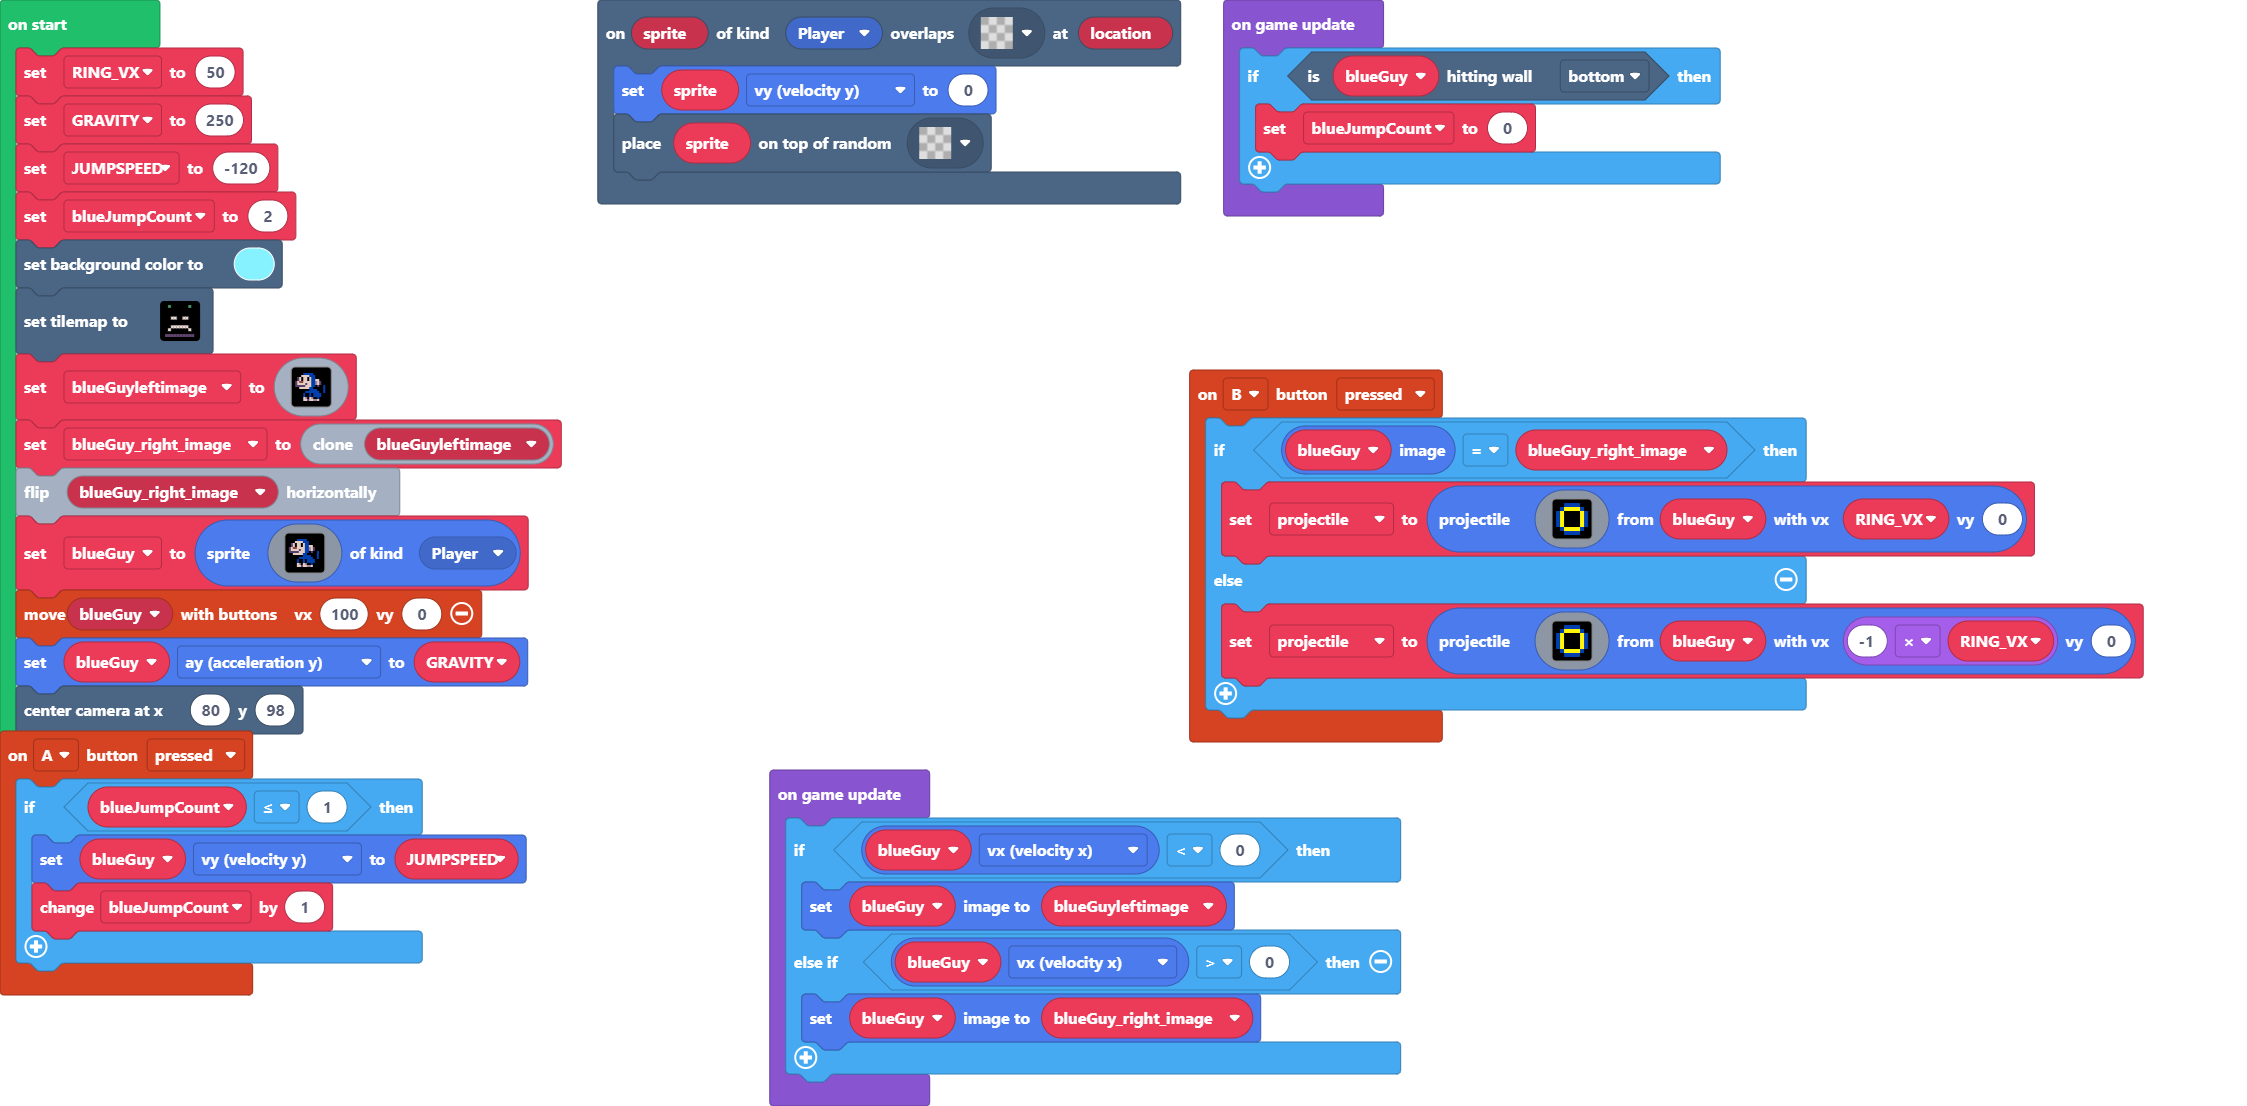 on start
set RING_VX to 50
set GRAVITY to 250
set JUMPSPEED to -120
set blueJumpCount to 2
set background color to
set tilemap to
set blueGuyleftimage to
set blueGuy_right_image to clone blueGuyleftimage
flip blueGuy_right_image horizontally
set blueGuy to sprite of kind Player
move blueGuy with buttons vx 100 vy 0
set blueGuy ay (acceleration y) to GRAVITY
center camera at x 80 y 98
on A button pressed
if blueJumpCount ≤ 1 then
set blueGuy vy (velocity y) to JUMPSPEED
change blueJumpCount by 1
on sprite of kind Player overlaps at location
set sprite vy (velocity y) to 0
place sprite on top of random
on game update
if is blueGuy hitting wall bottom then
set blueJumpCount to 0
on B button pressed
if blueGuy image = blueGuy_right_image then
set projectile to projectile from blueGuy with vx RING_VX vy 0
else
set projectile to projectile from blueGuy with vx -1 × RING_VX vy 0
on game update
if blueGuy vx (velocity x) < 0 then
set blueGuy image to blueGuyleftimage
else if blueGuy vx (velocity x) > 0 then
set blueGuy image to blueGuy_right_image